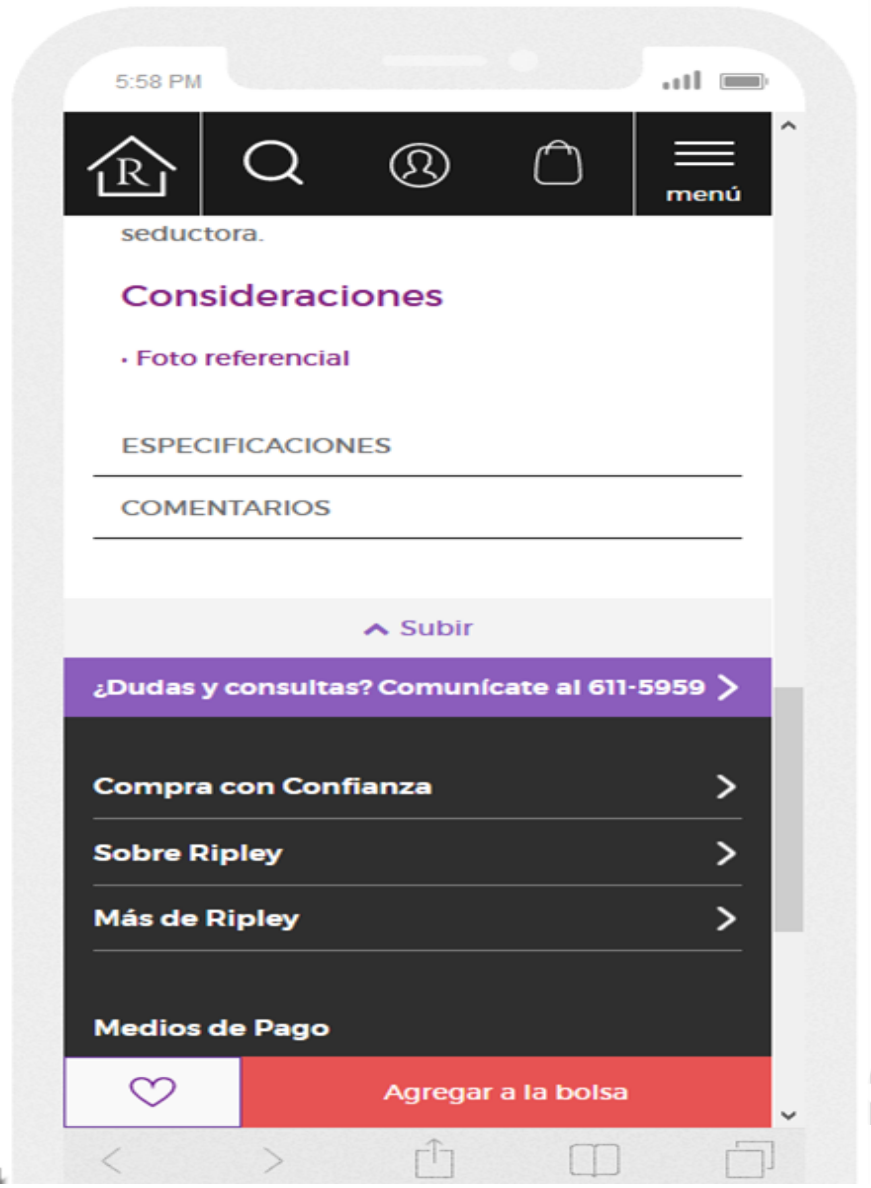 5:58 PM
R
menú
seductora.
Consideraciones
• Foto referencial
ESPECIFICACIONES
COMENTARIOS
Subir
¿Dudas y consultas? Comunícate al 611-5959
Compra con Confianza
Sobre Ripley
Más de Ripley
Medios de Pago
Agregar a la bolsa